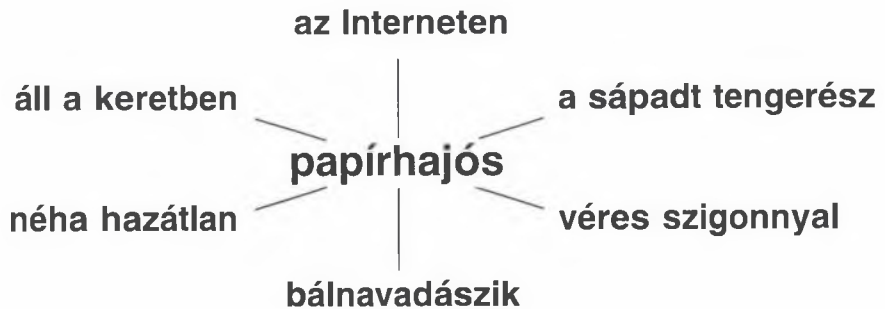 az Interneten
áll a keretben
a sápadt tengerész
papírhajós
néha hazátlan
véres szigonnyal
bálnavadászik